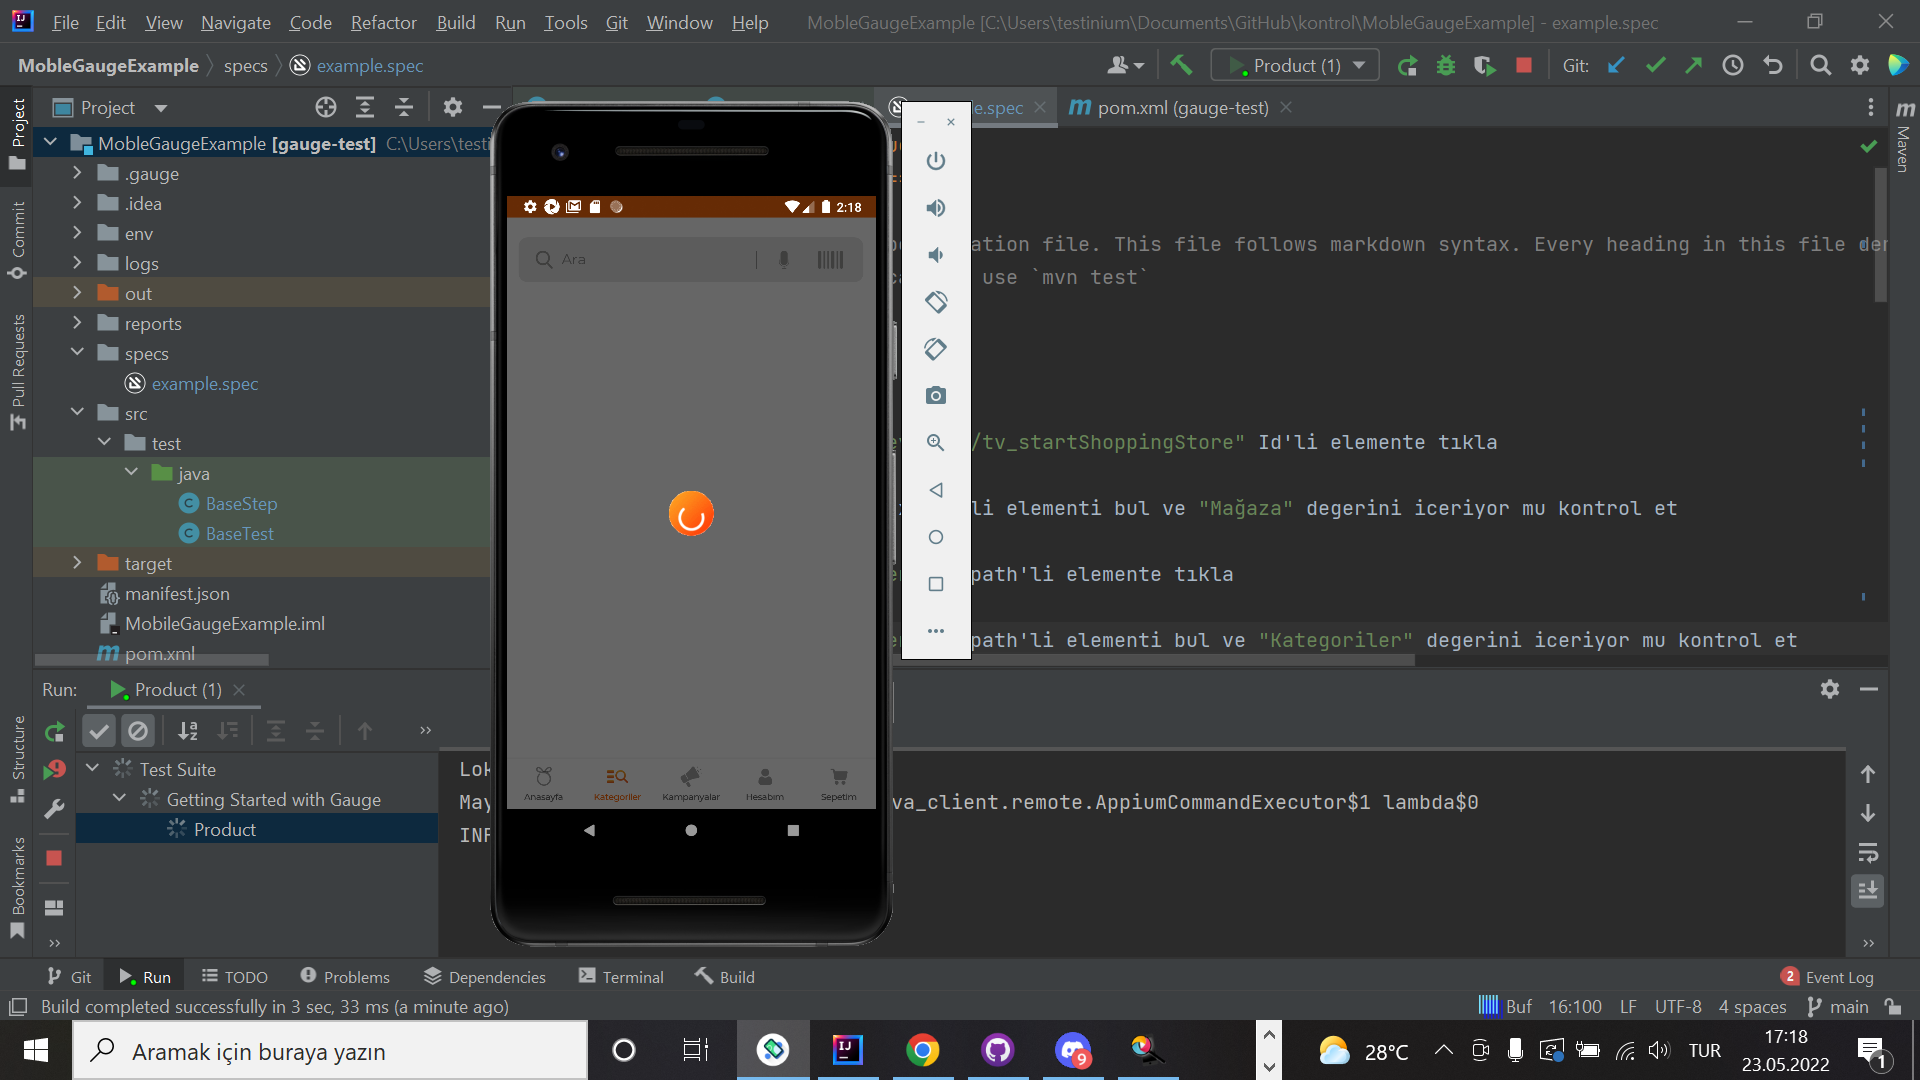 File Edit View Navigate Code Refactor Build Run Tools Git Window Help MobleGaugeExample [C:\Users\testinium\Documents\GitHub\kontrol\MobleGaugeExample] - example.spec
MobleGaugeExample specs example.spec Product (1) Git:
Project e.spec pom.xml (gauge-test)
MobleGaugeExample [gauge-test] C:\Users\testi
.gauge
.idea
env
logs
out
reports
specs
example.spec
src
test
java
BaseStep
BaseTest
target
manifest.json
MobileGaugeExample.iml
pom.xml
Project
Commit
Pull Requests
Structure
Bookmarks
Maven
2:18
Ara
Anasayfa Kategoriler Kampanyalar Hesabım Sepetim
ation file. This file follows markdown syntax. Every heading in this file den
use `mvn test`
/tv_startShoppingStore" Id'li elemente tıkla
li elementi bul ve "Mağaza" degerini iceriyor mu kontrol et
path'li elemente tıkla
path'li elementi bul ve "Kategoriler" degerini iceriyor mu kontrol et
Run: Product (1)
Test Suite
Getting Started with Gauge
Product
Lok
May va_client.remote.AppiumCommandExecutor$1 lambda$0
INF
Git Run TODO Problems Dependencies Terminal Build 2 Event Log
Build completed successfully in 3 sec, 33 ms (a minute ago) Buf 16:100 LF UTF-8 4 spaces main
Aramak için buraya yazın 9 28°C TUR 17:18
23.05.2022 1